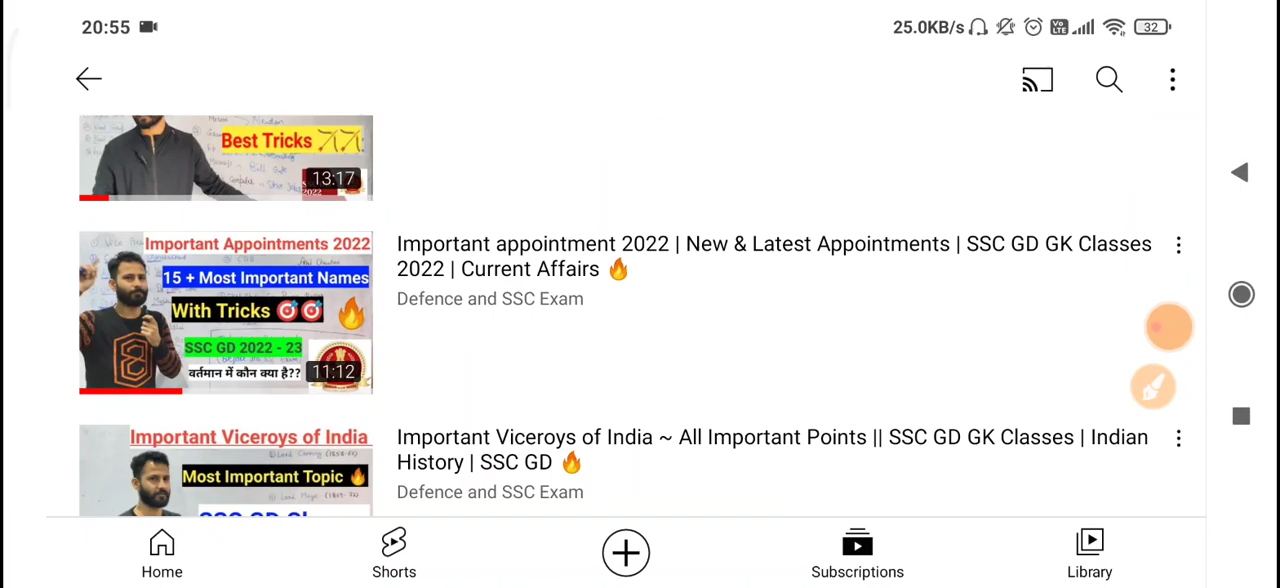 20:55
25.0KB/s
Vo LTE
32
Best Tricks
13:17
2022
Important Appointments 2022
15 + Most Important Names
With Tricks
SSC GD 2022 - 23
वर्तमान में कौन क्या है??
11:12
Important appointment 2022 | New & Latest Appointments | SSC GD GK Classes
2022 | Current Affairs 🔥
Defence and SSC Exam
Important Viceroys of India
Most Important Topic 🔥
Important Viceroys of India ~ All Important Points || SSC GD GK Classes | Indian
History | SSC GD 🔥
Defence and SSC Exam
Home
Shorts
Subscriptions
Library